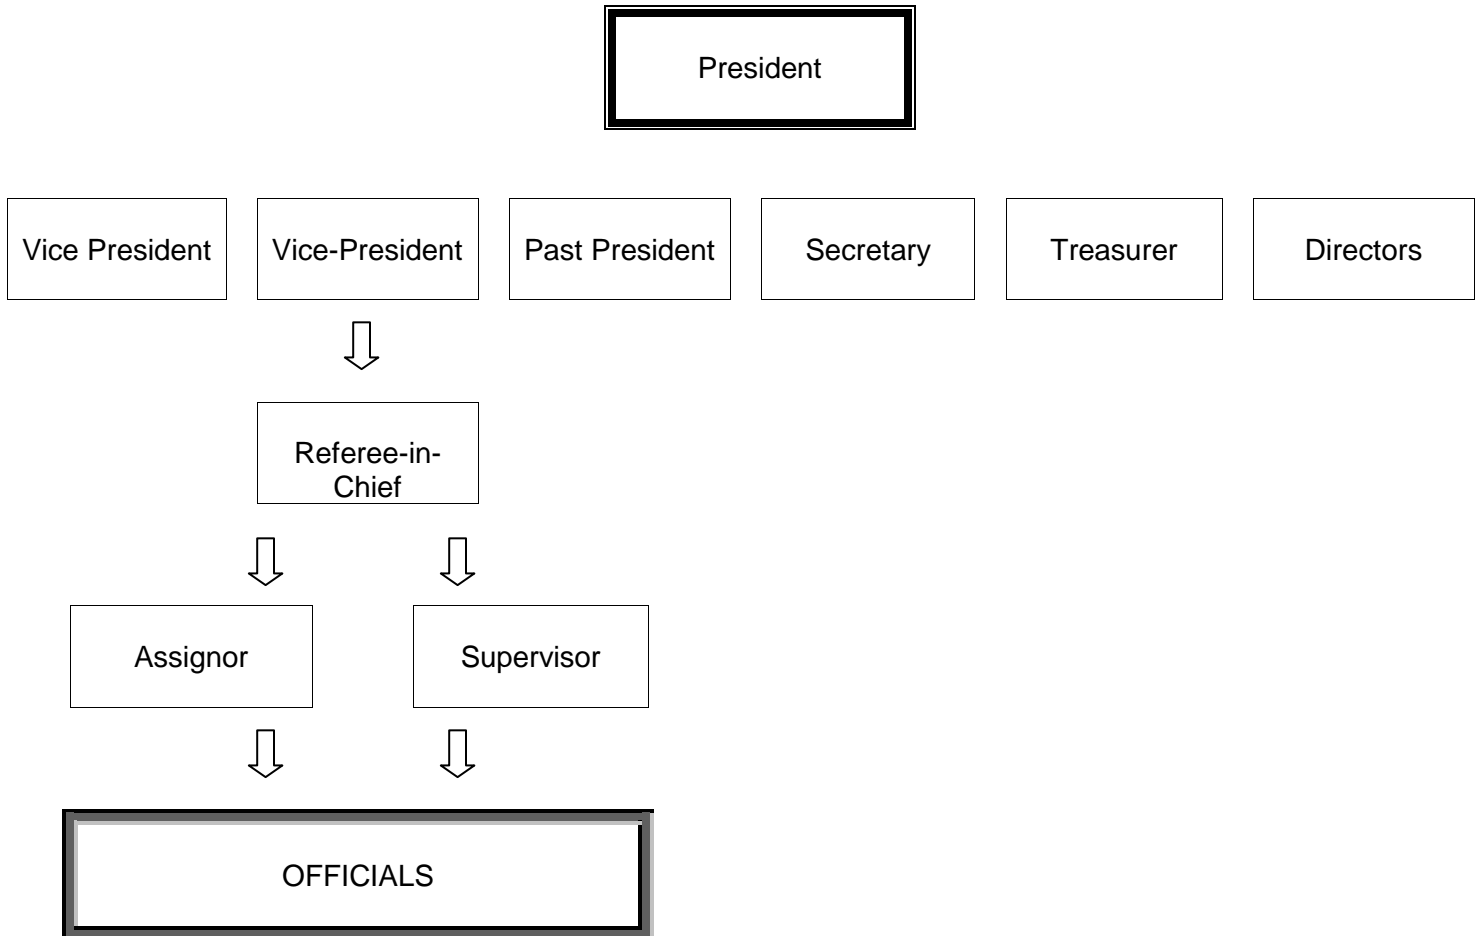 President
Vice President
Vice-President
Past President
Secretary
Treasurer
Directors
Referee-in-
Chief
Assignor
Supervisor
OFFICIALS